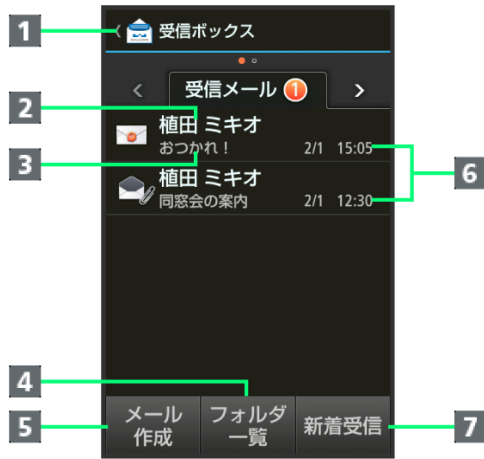 1
受信ボックス
受信メール 1
2
植田 ミキオ
3
おつかれ！ 2/1 15:05
6
植田 ミキオ
同窓会の案内 2/1 12:30
4
5
メール
作成
フォルダ
一覧
新着受信
7